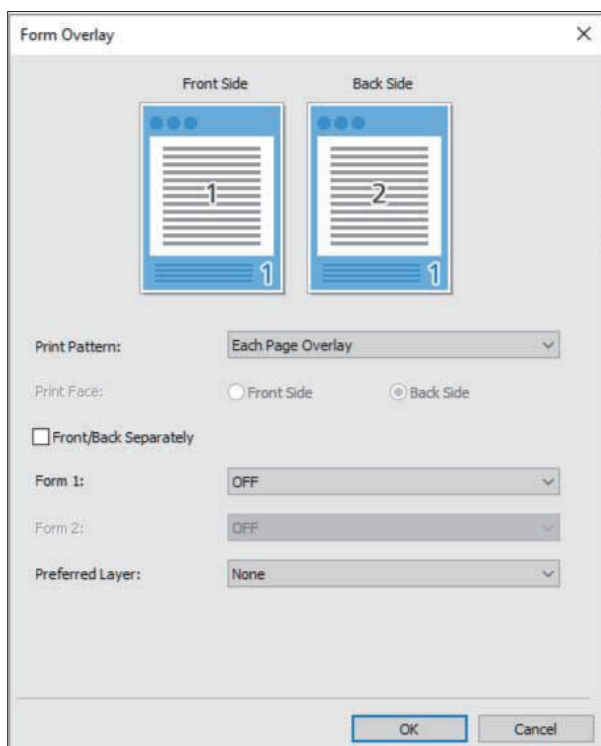 Form Overlay
Front Side Back Side
1 2
1 1
Print Pattern: Each Page Overlay
Print Face: Front Side Back Side
Front/Back Separately
Form 1: OFF
Form 2: OFF
Preferred Layer: None
OK Cancel